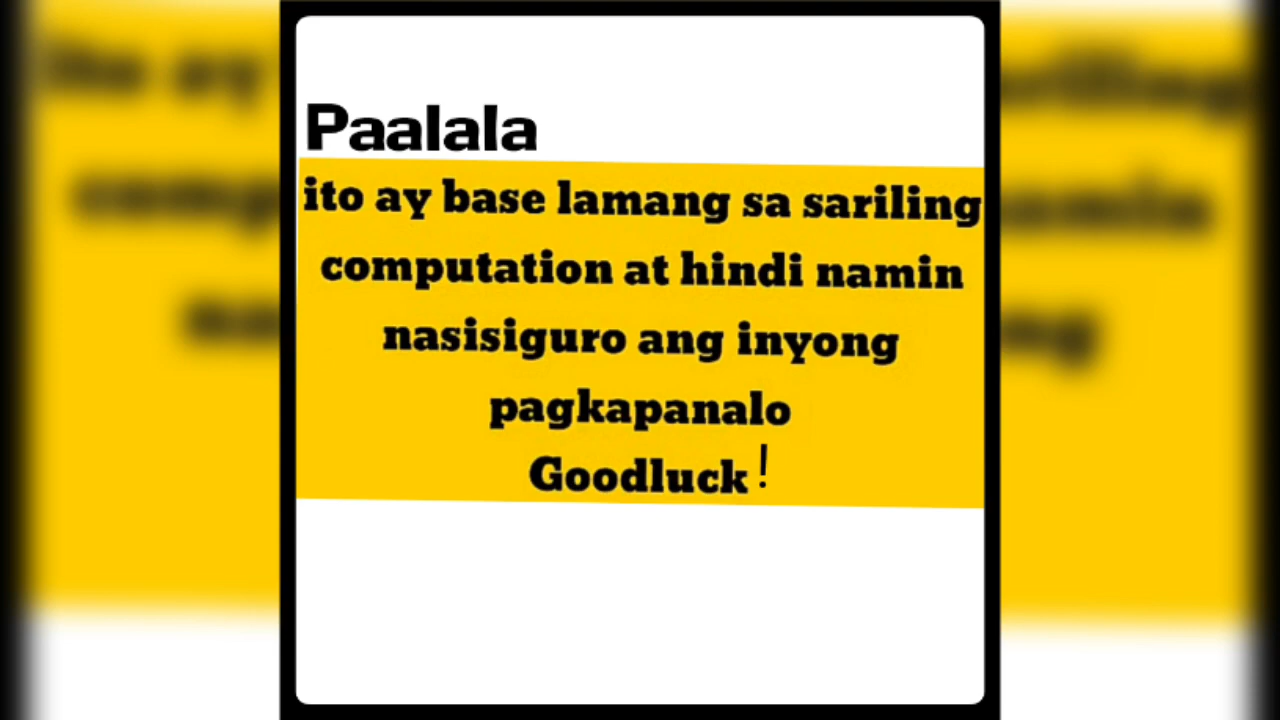 Paalala
ito ay base lamang sa sariling
computation at hindi namin
nasisiguro ang inyong
pagkapanalo
Goodluck!